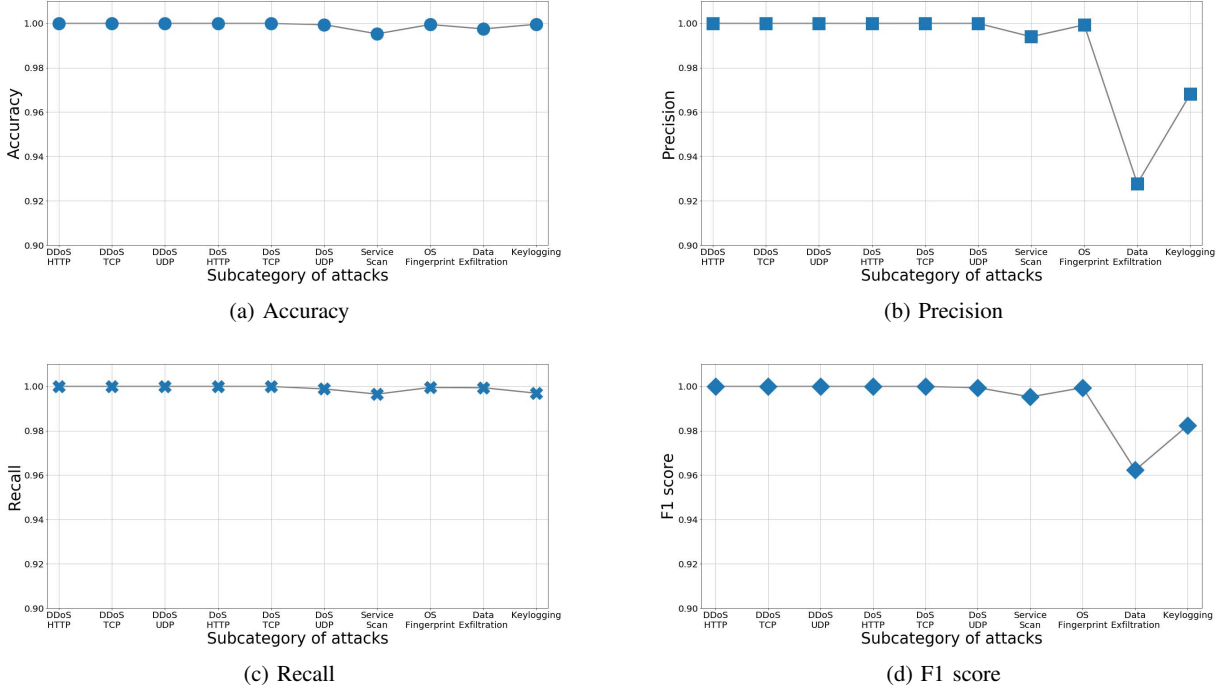 1.00
0.98
0.96
0.94
0.92
0.90
Accuracy
DDoS HTTP
DDoS TCP
DDoS UDP
DoS HTTP
DoS TCP
DoS UDP
Service Scan
OS Fingerprint
Data Exfiltration
Keylogging
Subcategory of attacks
(a) Accuracy
1.00
0.98
0.96
0.94
0.92
0.90
Precision
DDoS HTTP
DDoS TCP
DDoS UDP
DoS HTTP
DoS TCP
DoS UDP
Service Scan
OS Fingerprint
Data Exfiltration
Keylogging
Subcategory of attacks
(b) Precision
1.00
0.98
0.96
0.94
0.92
0.90
Recall
DDoS HTTP
DDoS TCP
DDoS UDP
DoS HTTP
DoS TCP
DoS UDP
Service Scan
OS Fingerprint
Data Exfiltration
Keylogging
Subcategory of attacks
(c) Recall
1.00
0.98
0.96
0.94
0.92
0.90
F1 score
DDoS HTTP
DDoS TCP
DDoS UDP
DoS HTTP
DoS TCP
DoS UDP
Service Scan
OS Fingerprint
Data Exfiltration
Keylogging
Subcategory of attacks
(d) F1 score